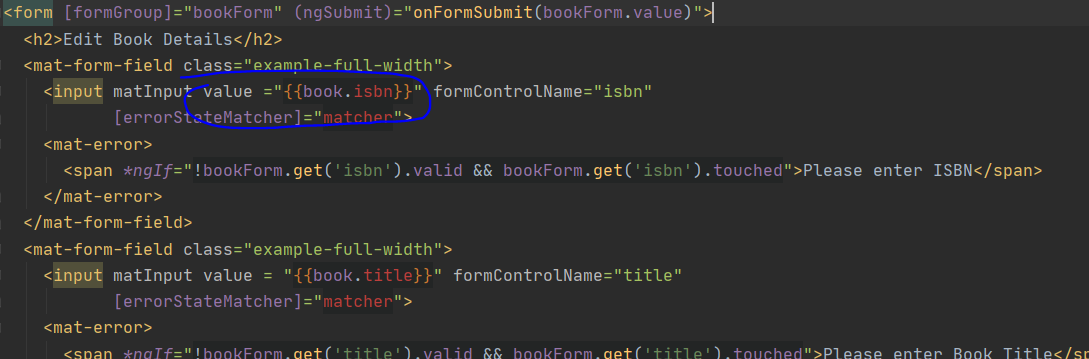 <form [formGroup]="bookForm" (ngSubmit)="onFormSubmit(bookForm.value)">
<h2>Edit Book Details</h2>
<mat-form-field class="example-full-width">
<input matInput value ="{{book.isbn}}" formControlName="isbn"
[errorStateMatcher]="matcher">
<mat-error>
<span *ngIf="!bookForm.get('isbn').valid && bookForm.get('isbn').touched">Please enter ISBN</span>
</mat-error>
</mat-form-field>
<mat-form-field class="example-full-width">
<input matInput value = "{{book.title}}" formControlName="title"
[errorStateMatcher]="matcher">
<mat-error>
<span *ngIf="!bookForm.get('title').valid && bookForm.get('title').touched">Please enter Book Title</sp